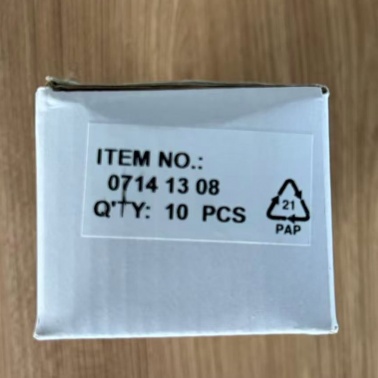 ITEM NO.:
0714 13 08
Q'TY: 10 PCS
21
PAP